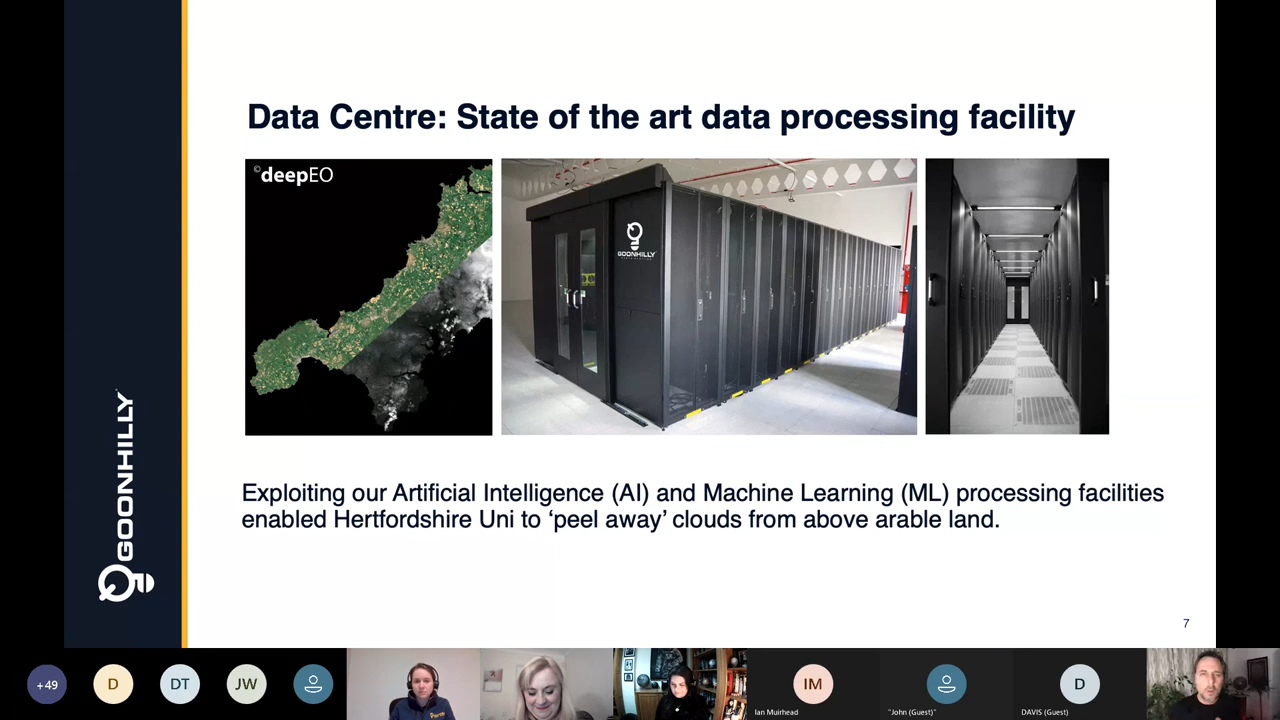 Data Centre: State of the art data processing facility
©deepEO
GOONHILLY
Exploiting our Artificial Intelligence (AI) and Machine Learning (ML) processing facilities
enabled Hertfordshire Uni to ‘peel away’ clouds from above arable land.
GOONHILLY
7
+49
D
DT
JW
IM
D
Ian Muirhead
"John (Guest)"
DAVIS (Guest)